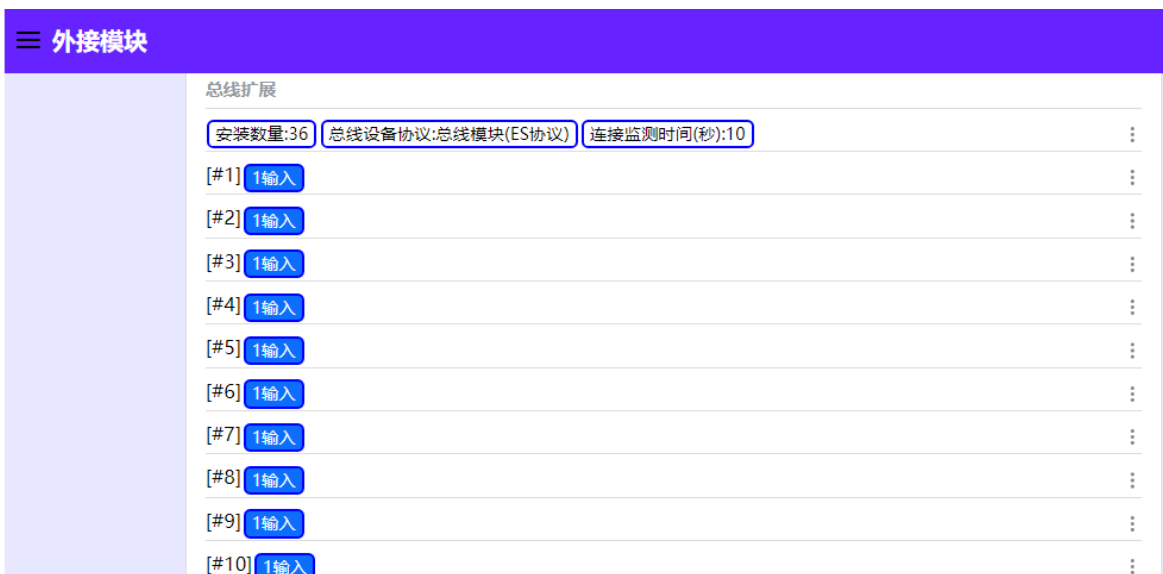 外接模块
总线扩展
安装数量:36 总线设备协议:总线模块(ES协议) 连接监测时间(秒):10
[#1] 1输入
[#2] 1输入
[#3] 1输入
[#4] 1输入
[#5] 1输入
[#6] 1输入
[#7] 1输入
[#8] 1输入
[#9] 1输入
[#10] 1输入